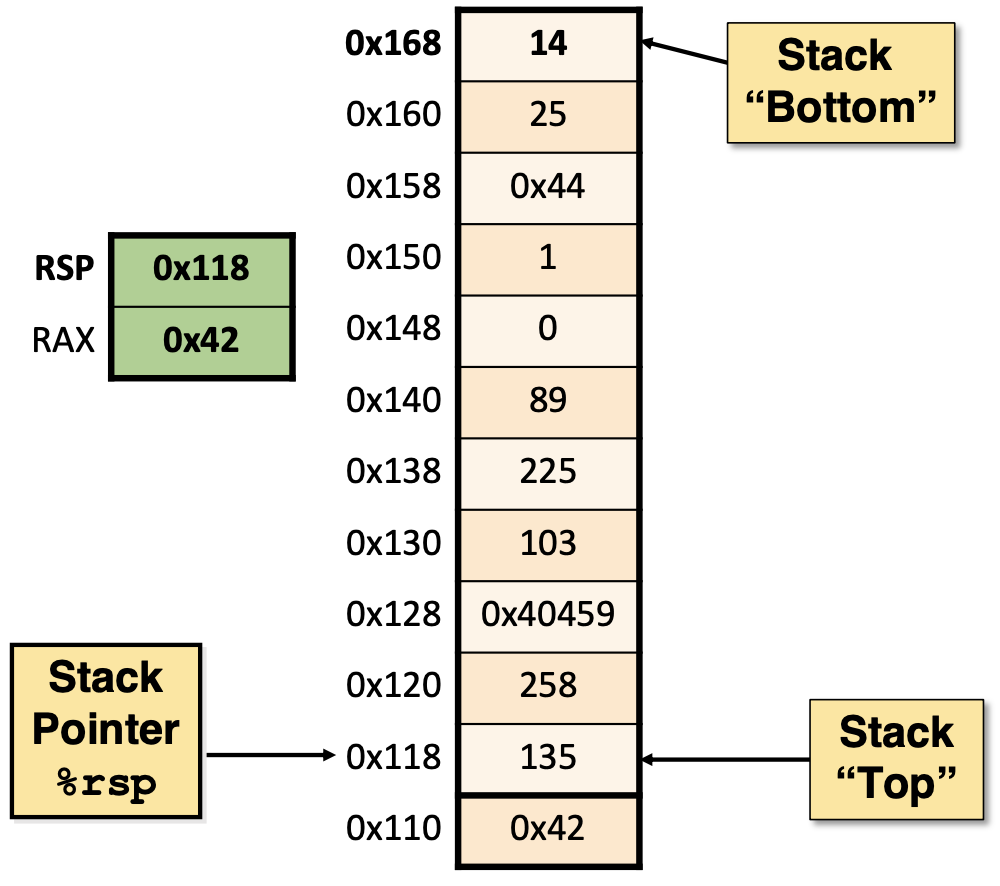 0x168 14
Stack
“Bottom”
0x160 25
0x158 0x44
0x150 1
RSP 0x118
0x148 0
RAX 0x42
0x140 89
0x138 225
0x130 103
0x128 0x40459
0x120 258
Stack
Pointer
%rsp
0x118 135
Stack
“Top”
0x110 0x42